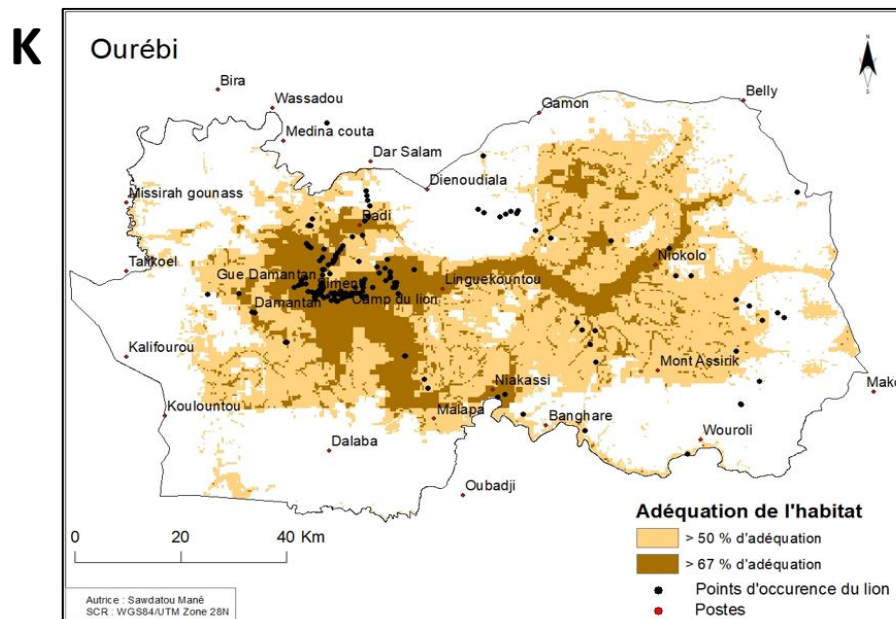 K
Ourébi
N
S
Bira
Wassadou
Belly
Gamon
Medina couta
Dar Salam
Dienoudiala
Missirah gounass
Badi
Niokolo
Gue Damantan
Linguekountou
Camp du lion
Damantan
Kalifourou
Mont Assirik
Niakassi
Mako
Koulountou
Malapa
Banghare
Wouroli
Dalaba
Oubadji
Adéquation de l'habitat
> 50 % d'adéquation
> 67 % d'adéquation
Points d'occurence du lion
Postes
0 20 40 Km
Autrice : Sawdatou Mané
SCR : WGS84/UTM Zone 28N